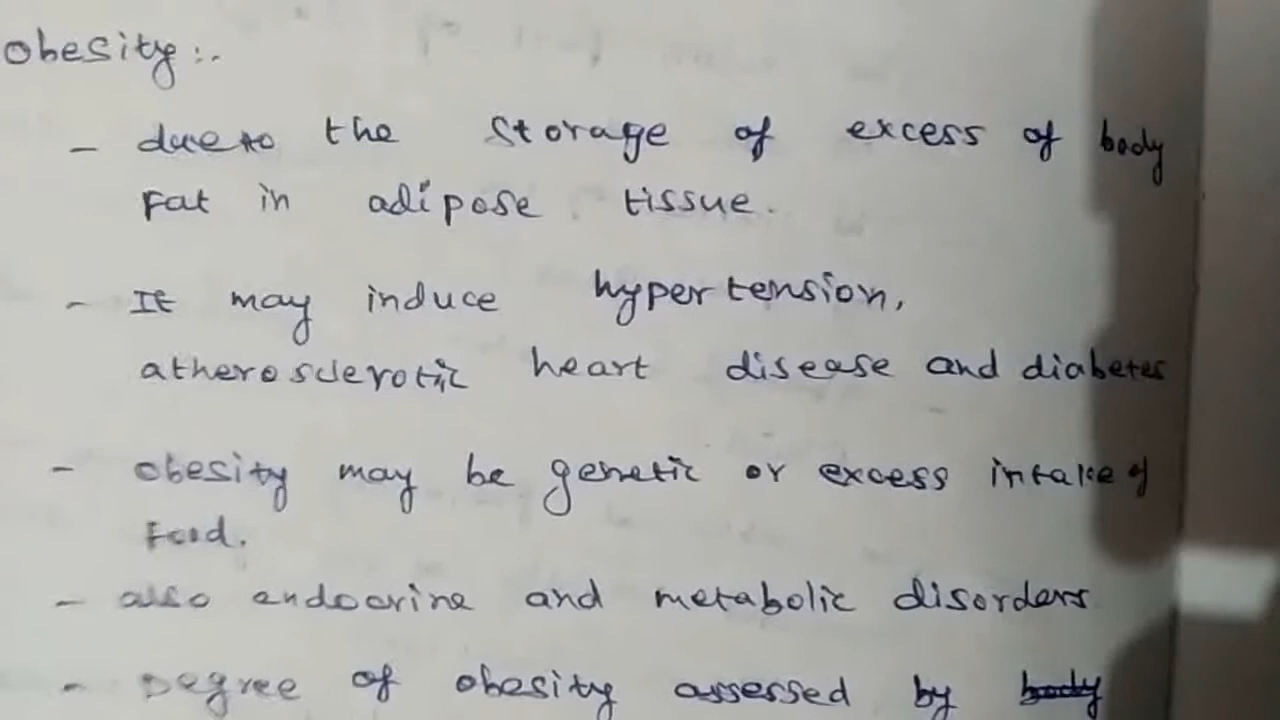 obesity:-
- due to the storage of excess of body
Fat in adipose tissue.
- It may induce hypertension,
atherosclerotic heart disease and diabetes
- obesity may be genetic or excess intake of
Food.
- also endocrine and metabolic disorders
- Degree of obesity assessed by body